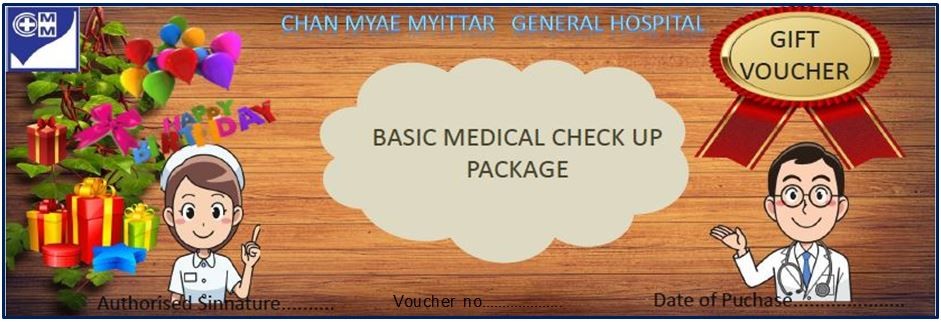 CMM
CHAN MYAE MYITTAR GENERAL HOSPITAL
GIFT
VOUCHER
HAPPY
BIRTHDAY
BASIC MEDICAL CHECK UP
PACKAGE
Authorised Sinnature..........
Voucher no....................
Date of Puchase.....................